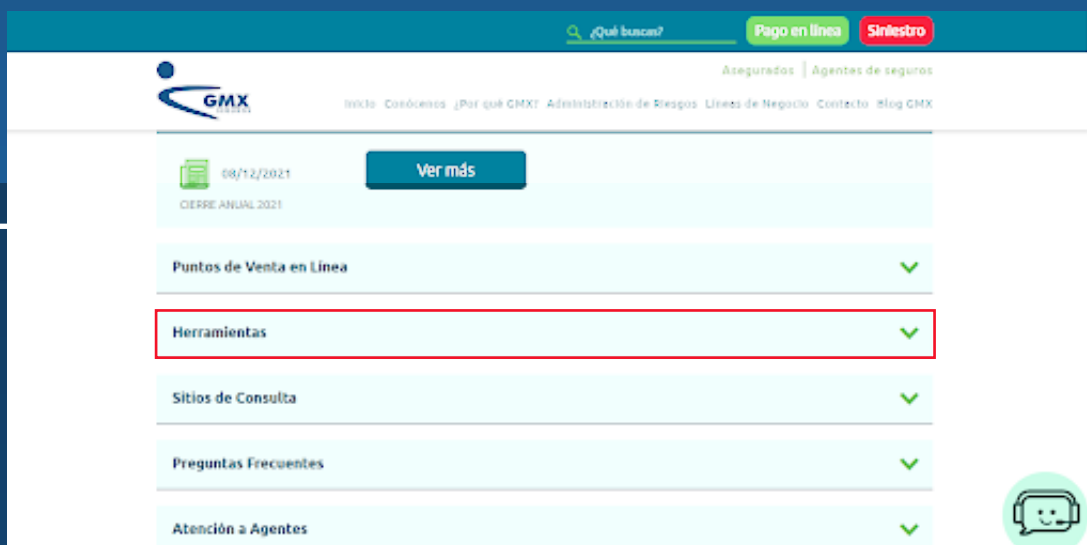 ¿Qué buscas?
Pago en línea
Siniestro
Asegurados | Agentes de seguros
GMX
Inicio Conócenos ¿Por qué GMX? Administración de Riesgos Líneas de Negocio Contacto Blog GMX
08/12/2021
Ver más
CIERRE ANUAL 2021
Puntos de Venta en Línea
Herramientas
Sitios de Consulta
Preguntas Frecuentes
Atención a Agentes